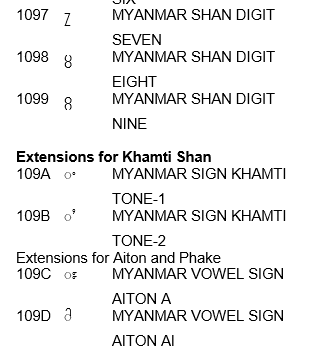 SIX
1097 ႗ MYANMAR SHAN DIGIT
SEVEN
1098 ႘ MYANMAR SHAN DIGIT
EIGHT
1099 ႙ MYANMAR SHAN DIGIT
NINE
Extensions for Khamti Shan
109A ႚ MYANMAR SIGN KHAMTI
TONE-1
109B ႛ MYANMAR SIGN KHAMTI
TONE-2
Extensions for Aiton and Phake
109C ႜ MYANMAR VOWEL SIGN
AITON A
109D ႝ MYANMAR VOWEL SIGN
AITON AI